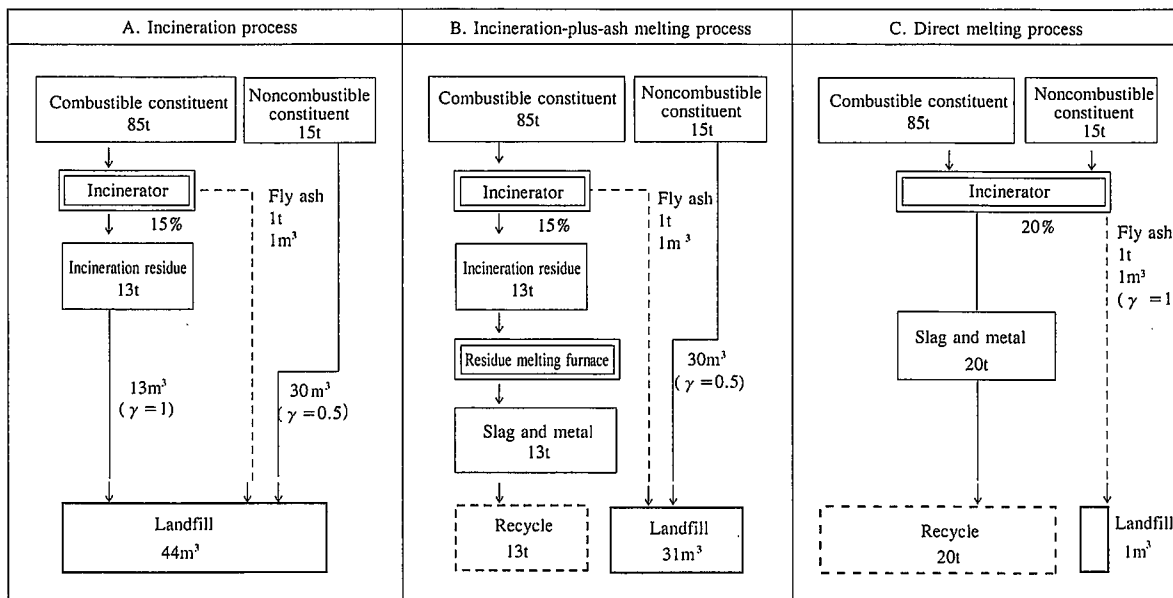 A. Incineration process
Combustible constituent
85t
Noncombustible
constituent
15t
Incinerator
15%
Fly ash
1t
1m³
Incineration residue
13t
13m³
(γ=1)
30m³
(γ=0.5)
Landfill
44m³
B. Incineration-plus-ash melting process
Combustible constituent
85t
Noncombustible
constituent
15t
Incinerator
15%
Fly ash
1t
1m³
Incineration residue
13t
Residue melting furnace
30m³
(γ=0.5)
Slag and metal
13t
Recycle
13t
Landfill
31m³
C. Direct melting process
Combustible constituent
85t
Noncombustible
constituent
15t
Incinerator
20%
Fly ash
1t
1m³
(γ=1
Slag and metal
20t
Recycle
20t
Landfill
1m³